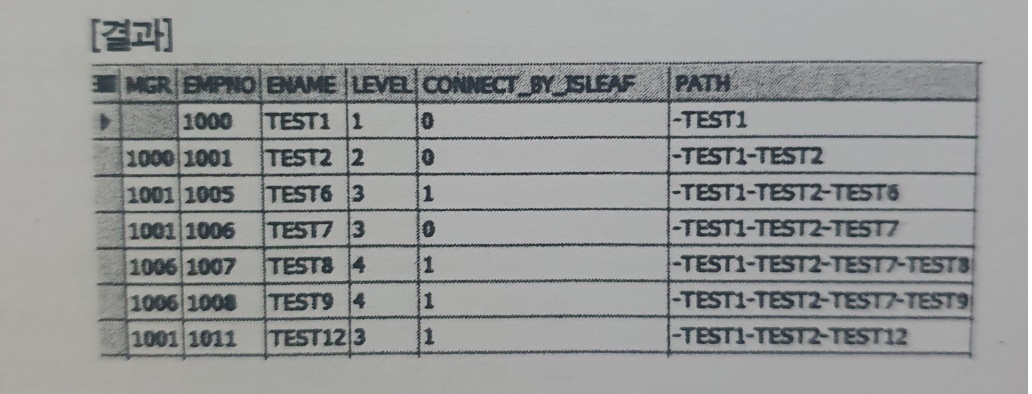 [결과]
MGR EMPNO ENAME LEVEL CONNECT_BY_ISLEAF PATH
1000 TEST1 1 0 -TEST1
1000 1001 TEST2 2 0 -TEST1-TEST2
1001 1005 TEST6 3 1 -TEST1-TEST2-TEST6
1001 1006 TEST7 3 0 -TEST1-TEST2-TEST7
1006 1007 TEST8 4 1 -TEST1-TEST2-TEST7-TEST8
1006 1008 TEST9 4 1 -TEST1-TEST2-TEST7-TEST9
1001 1011 TEST12 3 1 -TEST1-TEST2-TEST12